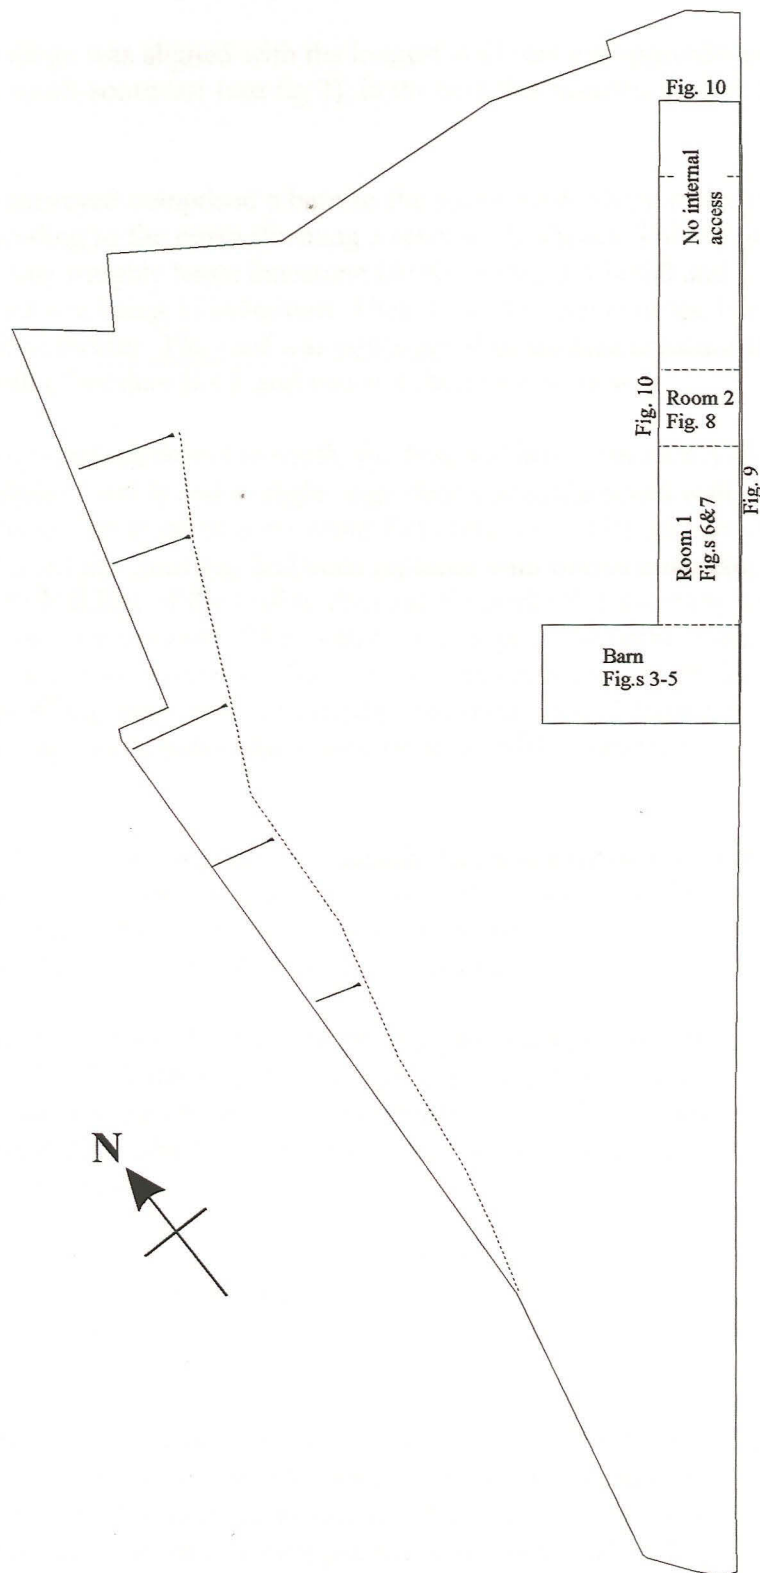 Fig. 10
No internal
access
Fig. 10
Room 2
Fig. 8
Fig. 9
Room 1
Fig.s 6&7
Barn
Fig.s 3-5
N